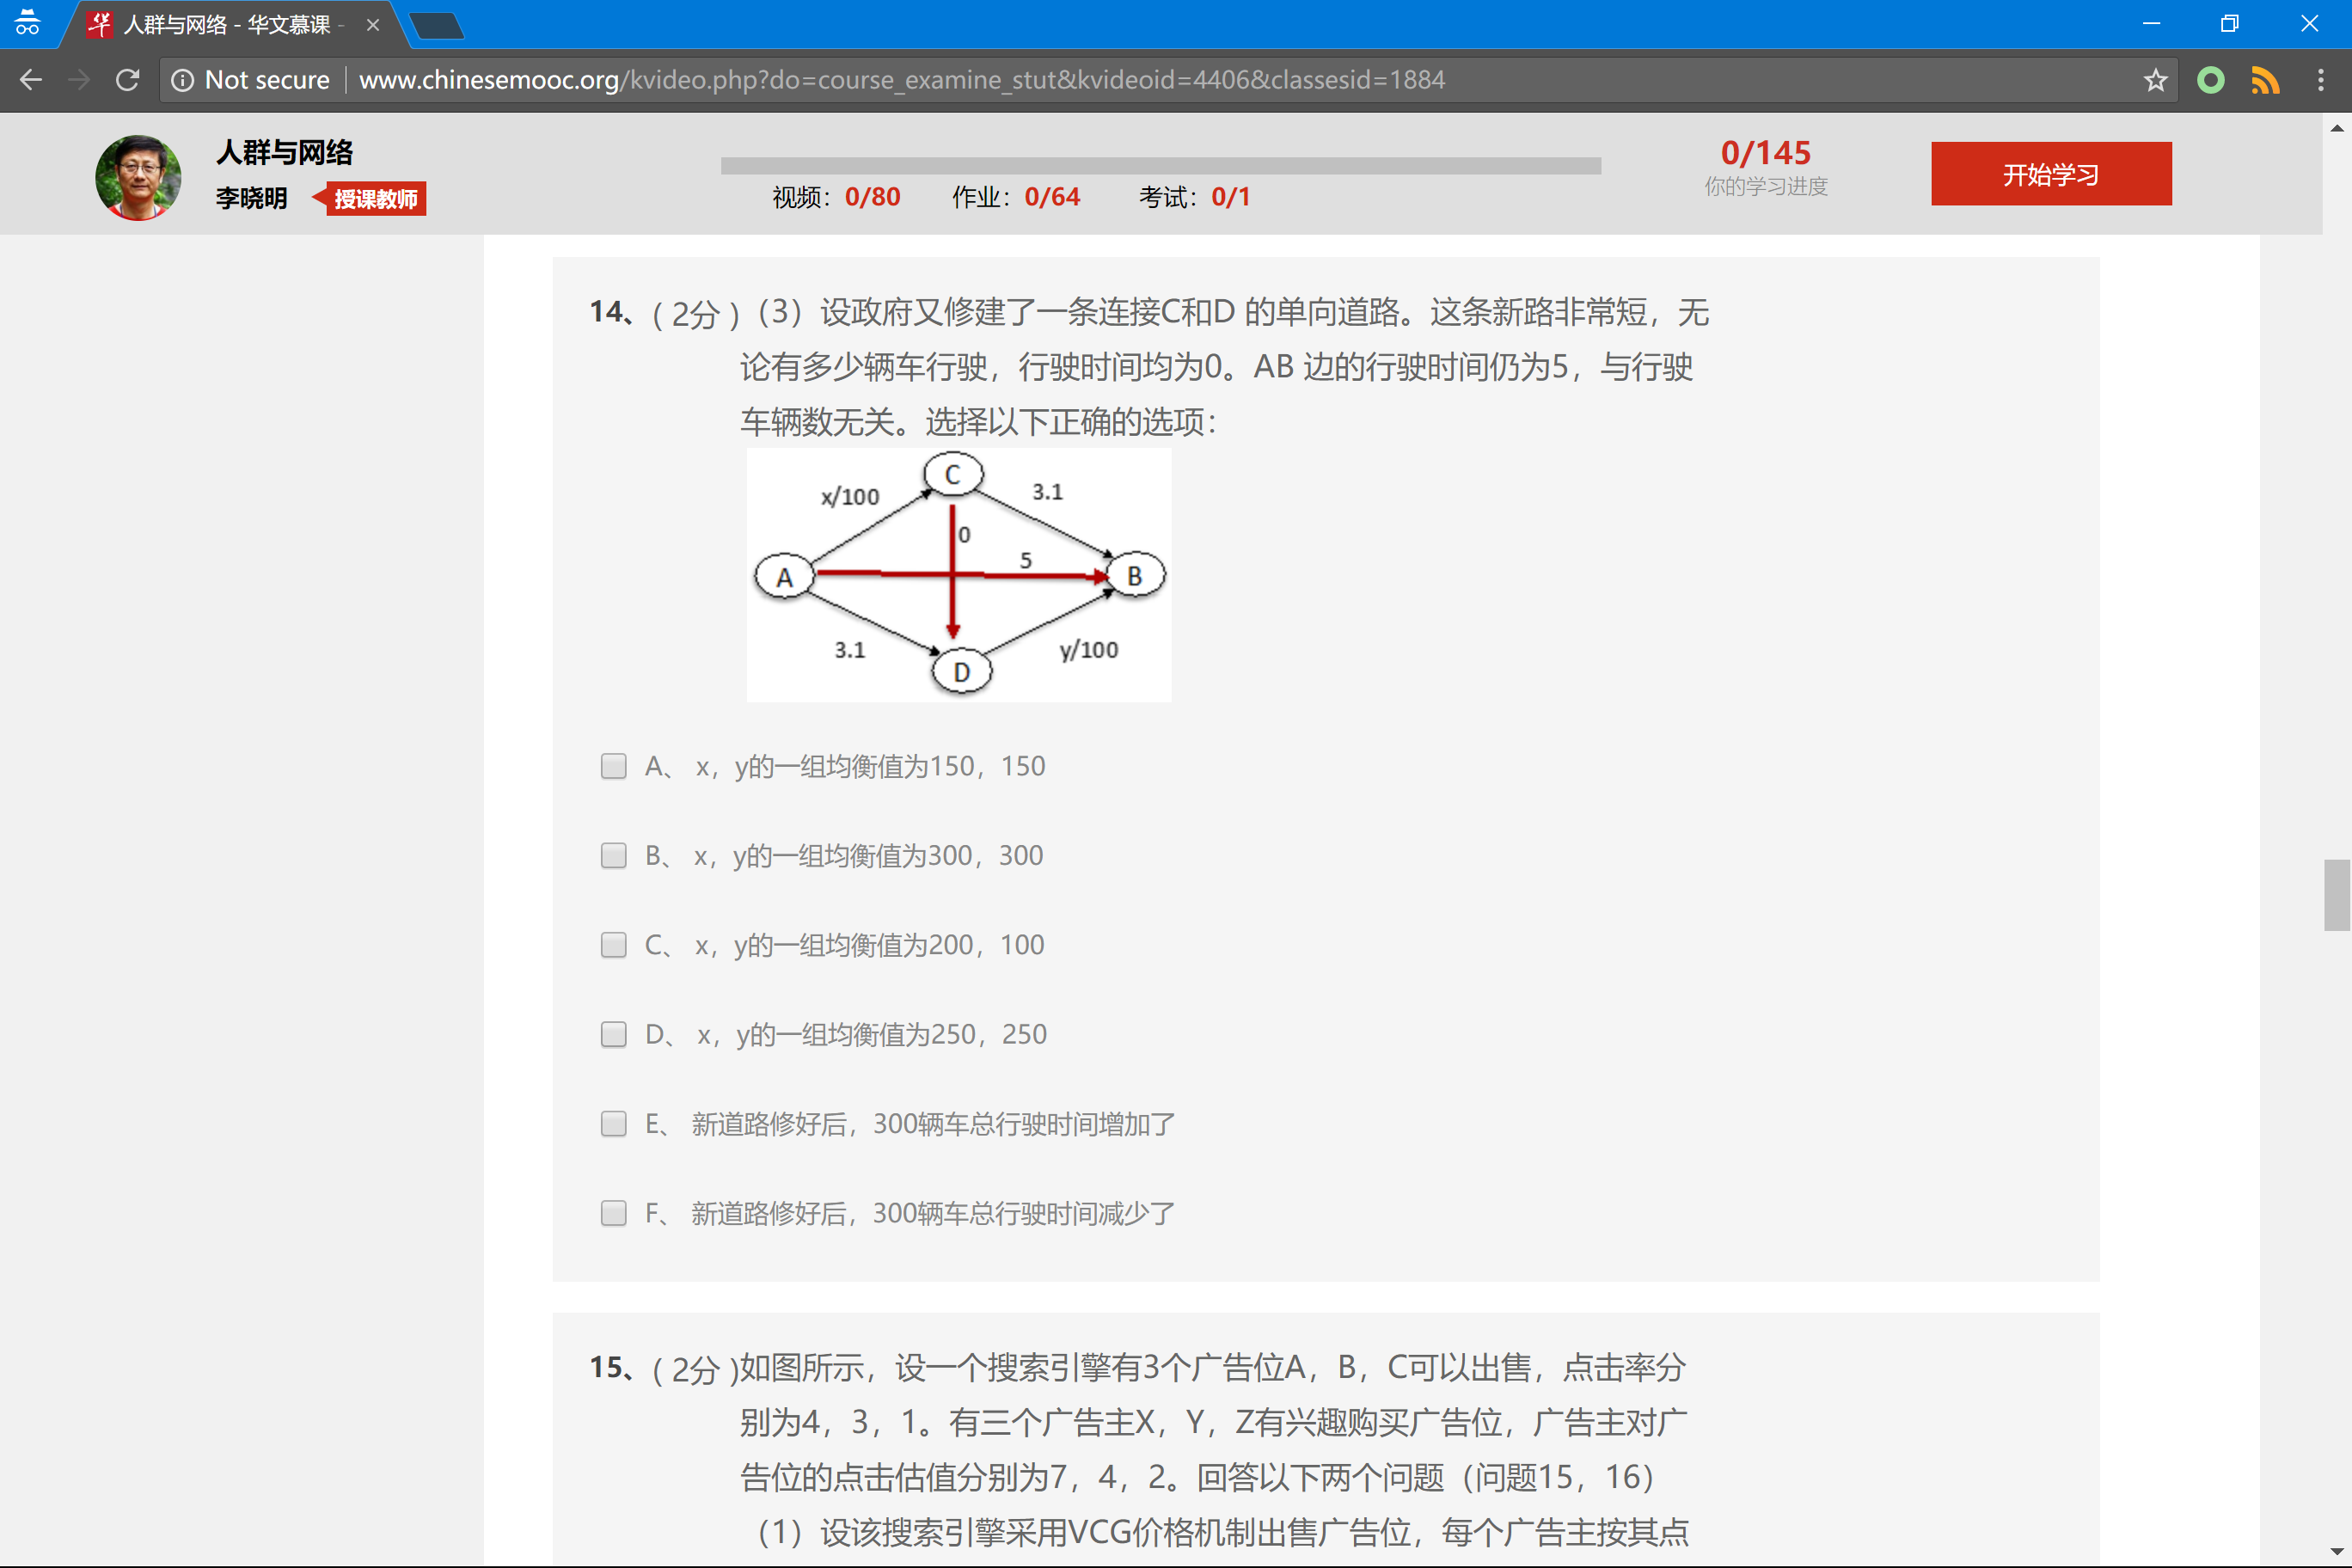 人群与网络 - 华文慕课 -
Not secure
www.chinesemooc.org/kvideo.php?do=course_examine_stut&kvideoid=4406&classesid=1884
人群与网络
李晓明 授课教师
视频：0/80 作业：0/64 考试：0/1
0/145
你的学习进度
开始学习
14、( 2分 )（3）设政府又修建了一条连接C和D 的单向道路。这条新路非常短，无
论有多少辆车行驶，行驶时间均为0。AB 边的行驶时间仍为5，与行驶
车辆数无关。选择以下正确的选项：
C
x/100
3.1
0
5
A
B
3.1
y/100
D
A、 x，y的一组均衡值为150，150
B、 x，y的一组均衡值为300，300
C、 x，y的一组均衡值为200，100
D、 x，y的一组均衡值为250，250
E、 新道路修好后，300辆车总行驶时间增加了
F、 新道路修好后，300辆车总行驶时间减少了
15、( 2分 )如图所示，设一个搜索引擎有3个广告位A，B，C可以出售，点击率分
别为4，3，1。有三个广告主X，Y，Z有兴趣购买广告位，广告主对广
告位的点击估值分别为7，4，2。回答以下两个问题（问题15，16）
（1）设该搜索引擎采用VCG价格机制出售广告位，每个广告主按其点